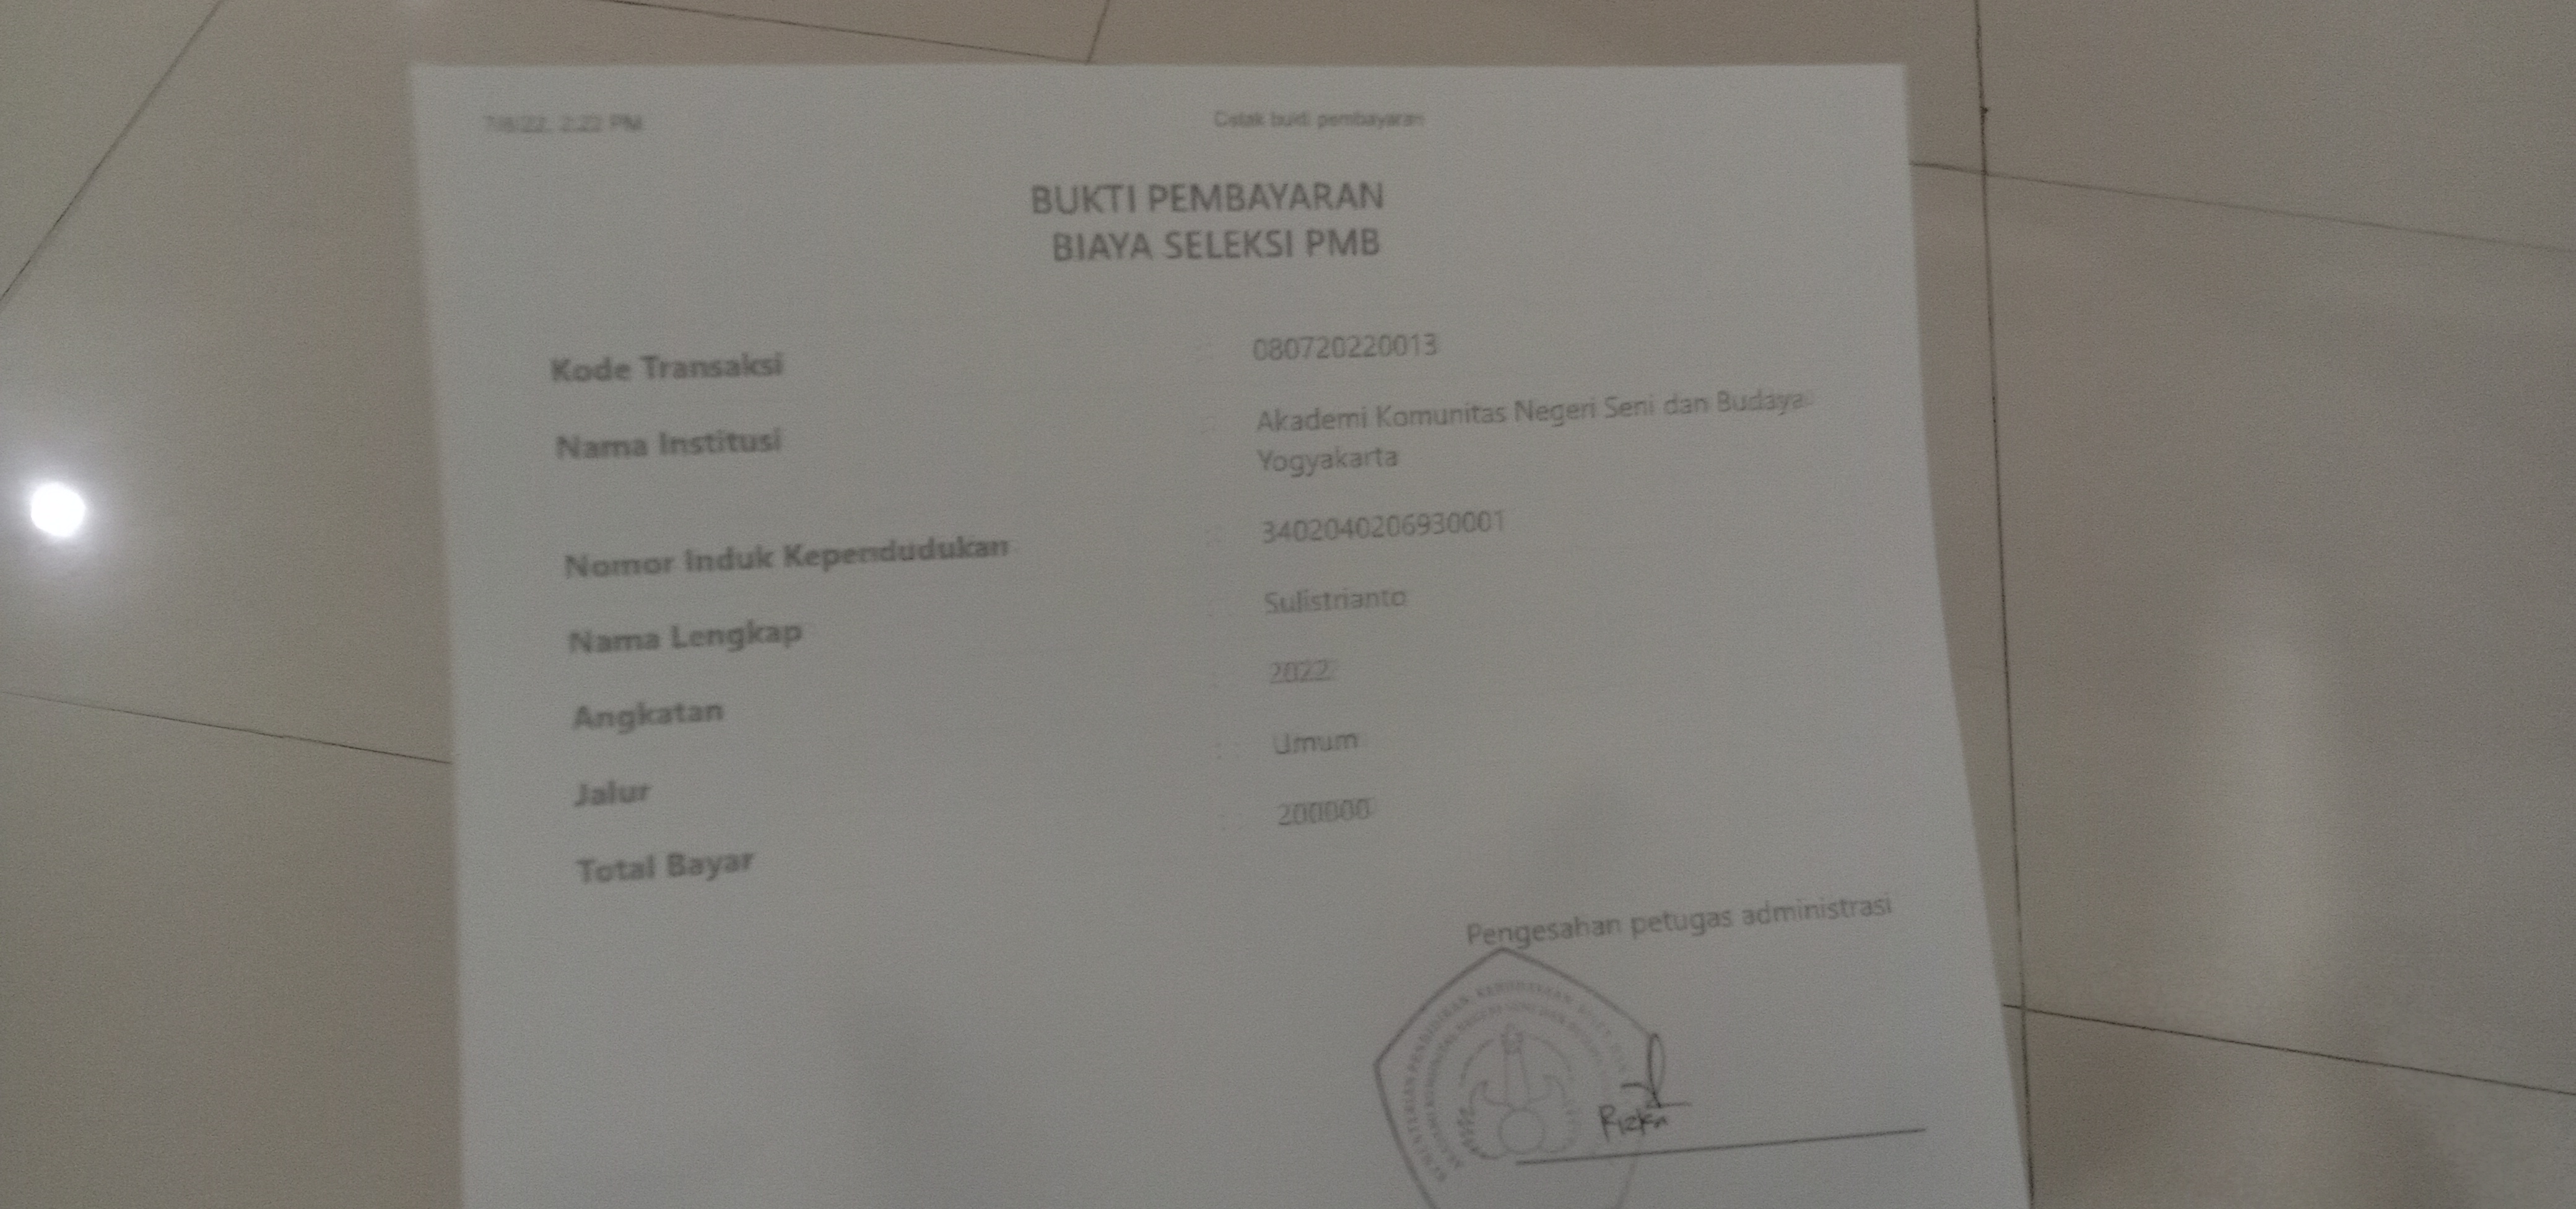 7/8/22, 2:22 PM
Cetak bukti pembayaran
BUKTI PEMBAYARAN
BIAYA SELEKSI PMB
Kode Transaksi : 080720220013
Nama Institusi : Akademi Komunitas Negeri Seni dan Budaya
Yogyakarta
Nomor Induk Kependudukan : 3402040206930001
Nama Lengkap : Sulistrianto
Angkatan : 2022
Jalur : Umum
Total Bayar : 200000
Pengesahan petugas administrasi
Rizka